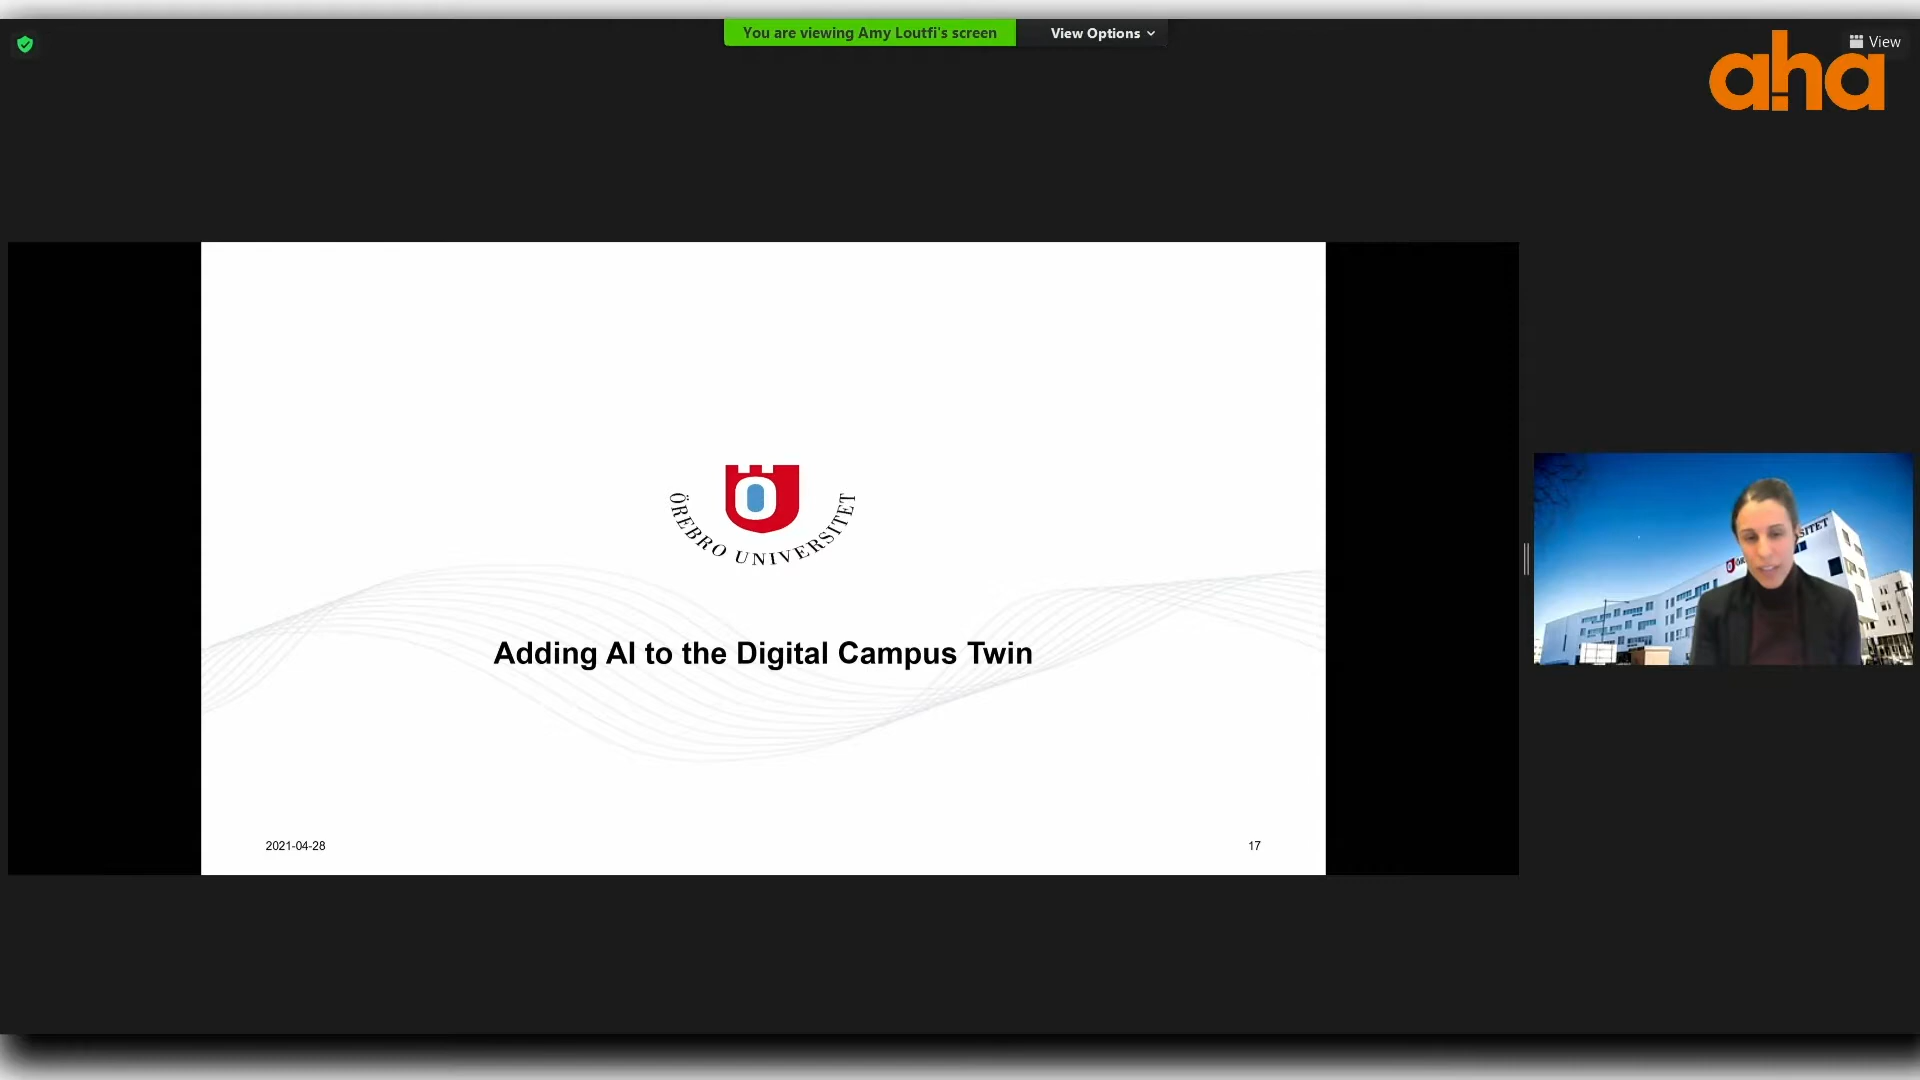 You are viewing Amy Loutfi's screen
View Options
View
aha
ÖREBRO UNIVERSITET
SITET
Adding AI to the Digital Campus Twin
2021-04-28
17